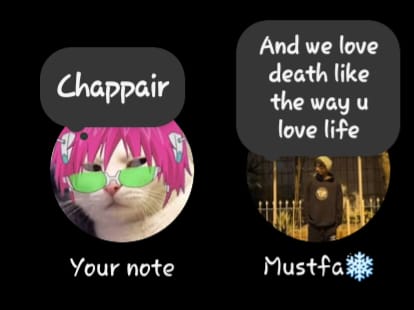 Chappair
And we love
death like
the way u
love life
Your note
Mustfa❄️